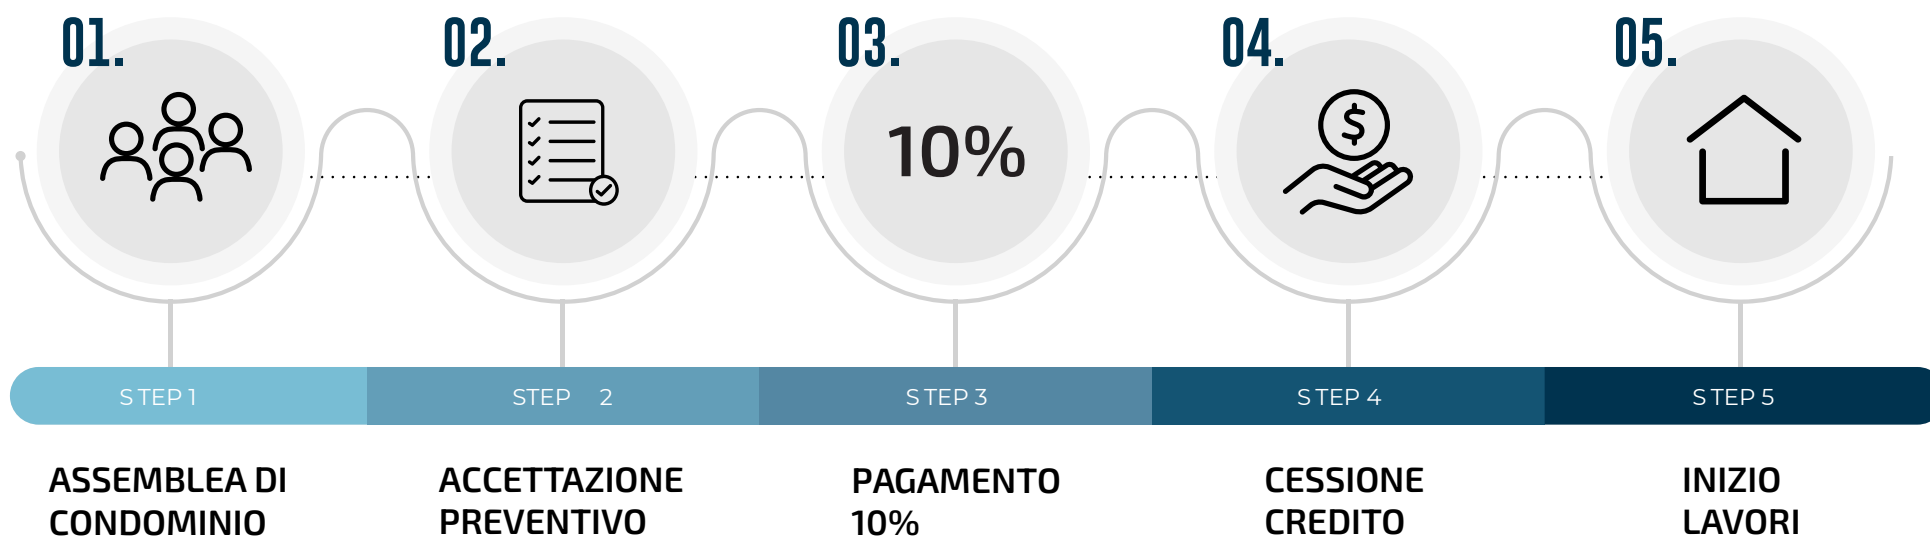 01.
02.
03.
04.
05.
10%
$
STEP 1
STEP 2
STEP 3
STEP 4
STEP 5
ASSEMBLEA DI
CONDOMINIO
ACCETTAZIONE
PREVENTIVO
PAGAMENTO
10%
CESSIONE
CREDITO
INIZIO
LAVORI